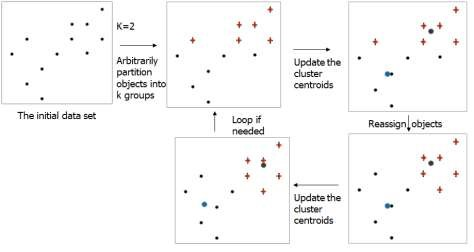 K=2
Arbitrarily
partition
objects into
k groups
Update the
cluster
centroids
The initial data set
Loop if
needed
Reassign objects
Update the
cluster
centroids